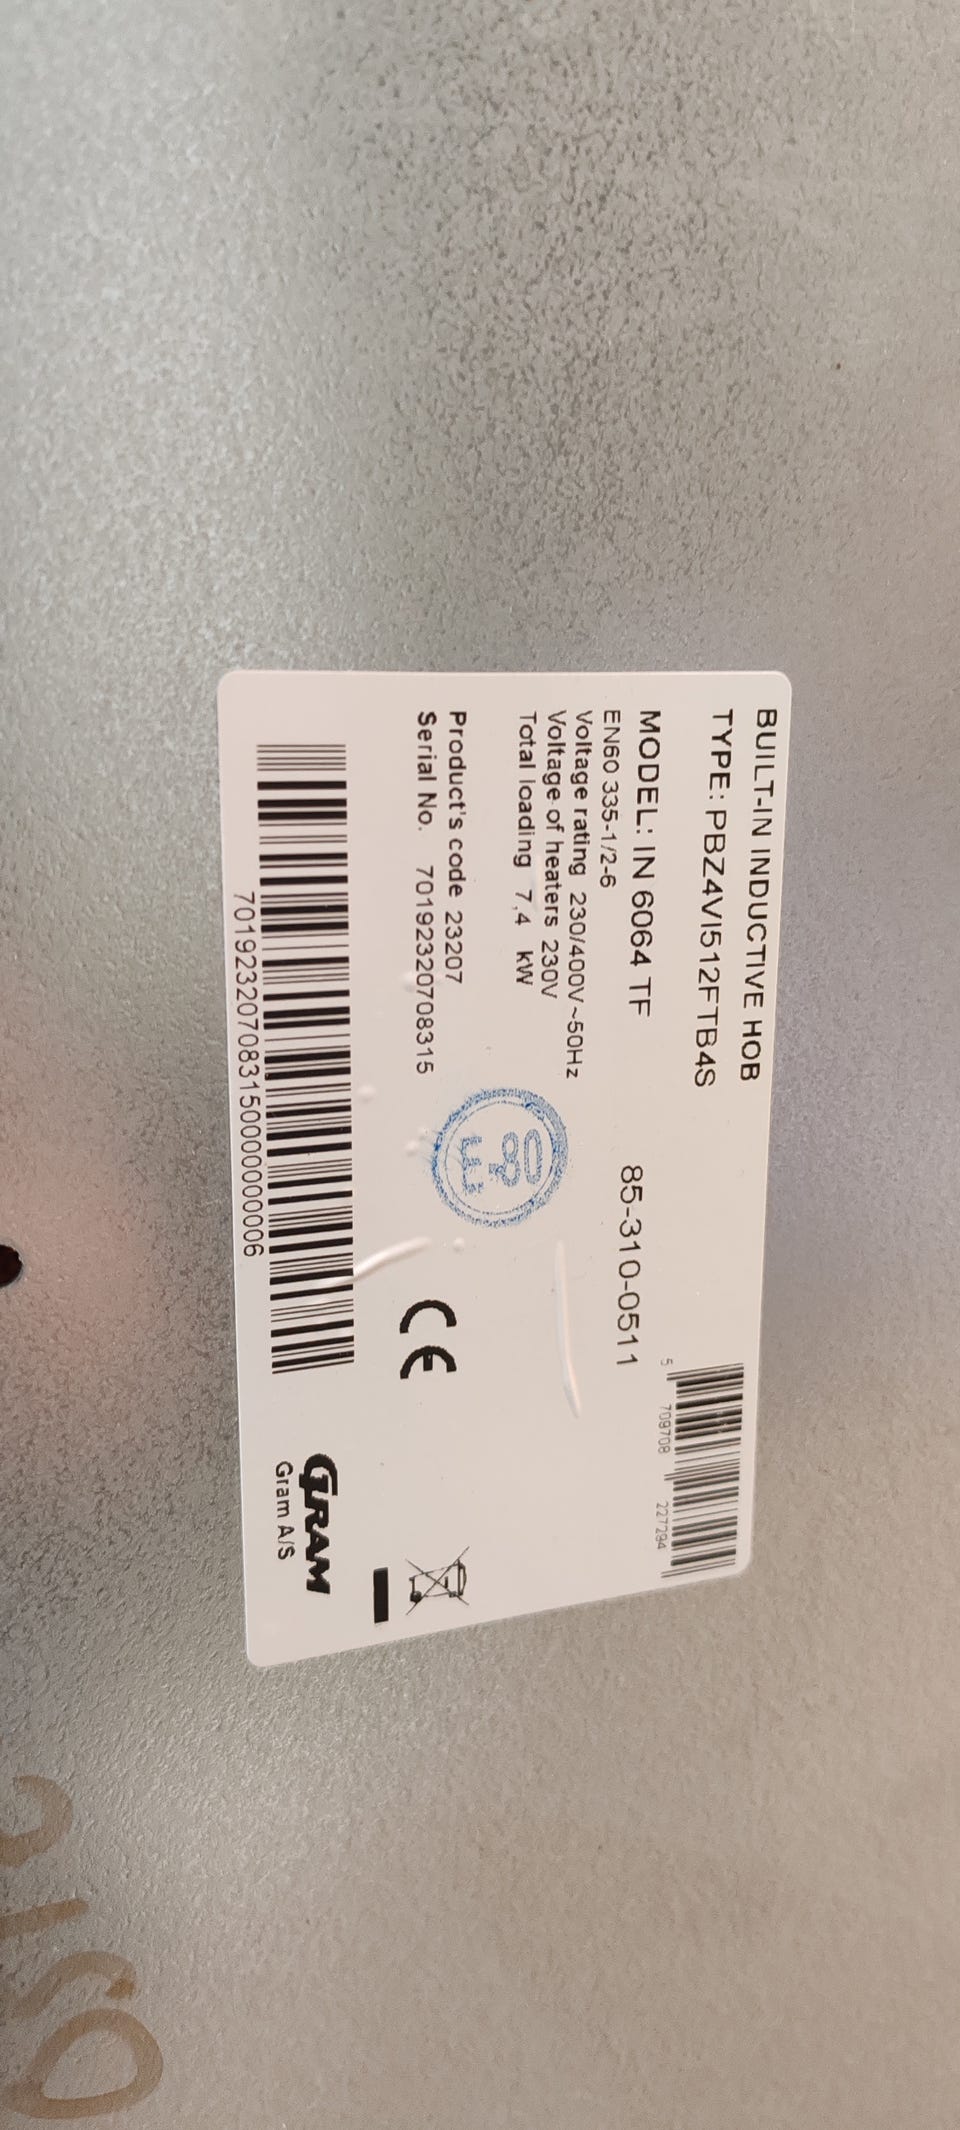 BUILT-IN INDUCTIVE HOB
TYPE: PBZ4VI512FTB4S
5 709708 227294
MODEL: IN 6064 TF
85-310-0511
EN60 335-1/2-6
Voltage rating 230/400V~50Hz
Voltage of heaters 230V
Total loading 7,4 kW
Product's code 23207
Serial No. 70192320708315
CE
70192320708315000000000006
GRAM
Gram A/S